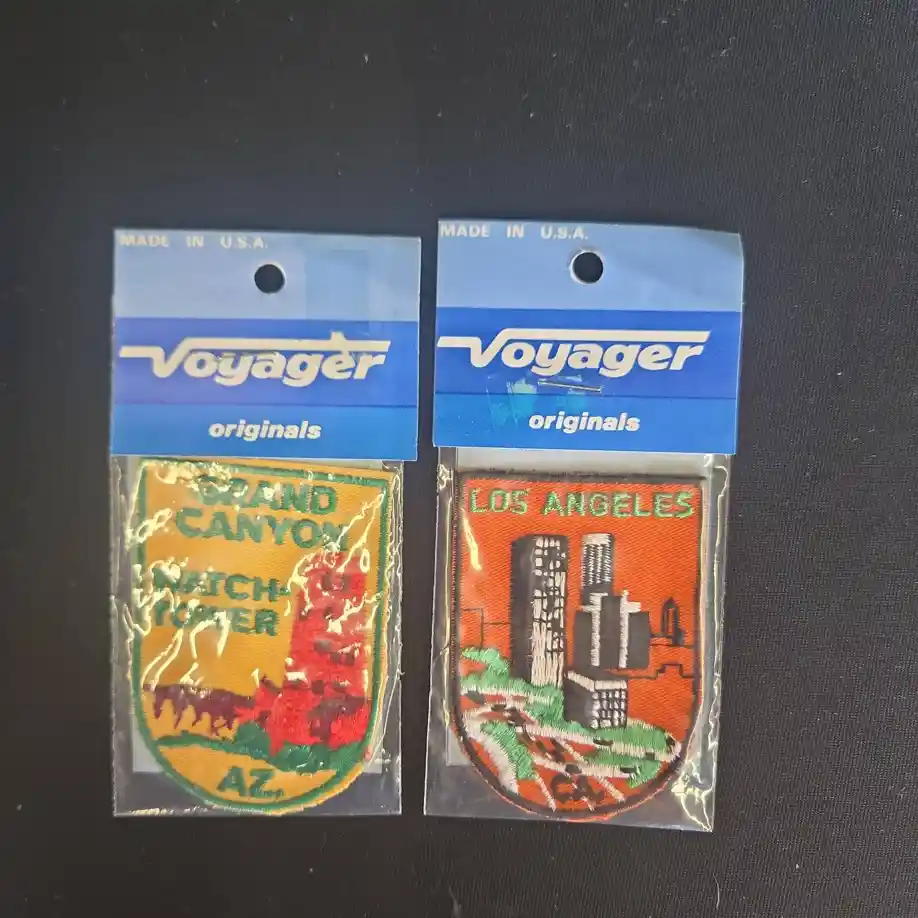 MADE IN U.S.A.
Voyager
originals
GRAND
CANYON
WATCH-
TOWER
AZ
MADE IN U.S.A.
Voyager
originals
LOS ANGELES
CA